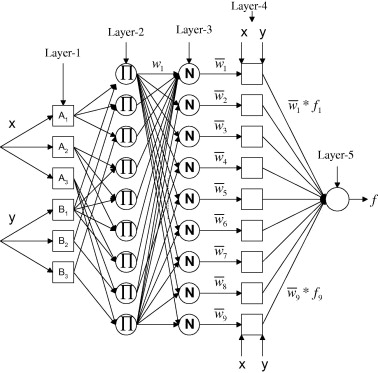 Layer-4
Layer-2
Layer-3
x y
Layer-1
∏ w₁ N w̅₁
x
A₁
∏ N w̅₂
w̅₁ * f₁
A₂
∏ N w̅₃
A₃
∏ N w̅₄
Layer-5
y
B₁
∏ N w̅₅
f
B₂
∏ N w̅₆
B₃
∏ N w̅₇
∏ N w̅₈
w̅₉ * f₉
∏ N w̅₉
x y